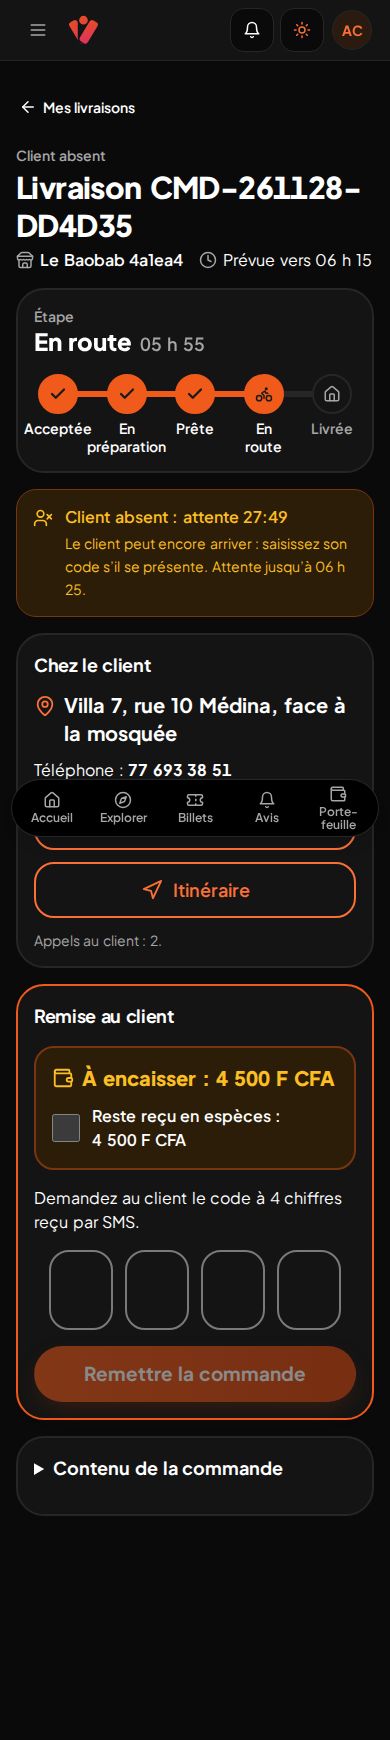 AC
Mes livraisons
Client absent
Livraison CMD-261128-
DD4D35
Le Baobab 4a1ea4 Prévue vers 06 h 15
Étape
En route 05 h 55
Acceptée
En
préparation
Prête
En
route
Livrée
Client absent : attente 27:49
Le client peut encore arriver : saisissez son
code s'il se présente. Attente jusqu'à 06 h
25.
Chez le client
Villa 7, rue 10 Médina, face à
la mosquée
Téléphone : 77 693 38 51
Accueil
Explorer
Billets
Avis
Porte-
feuille
Itinéraire
Appels au client : 2.
Remise au client
À encaisser : 4 500 F CFA
Reste reçu en espèces :
4 500 F CFA
Demandez au client le code à 4 chiffres
reçu par SMS.
Remettre la commande
Contenu de la commande